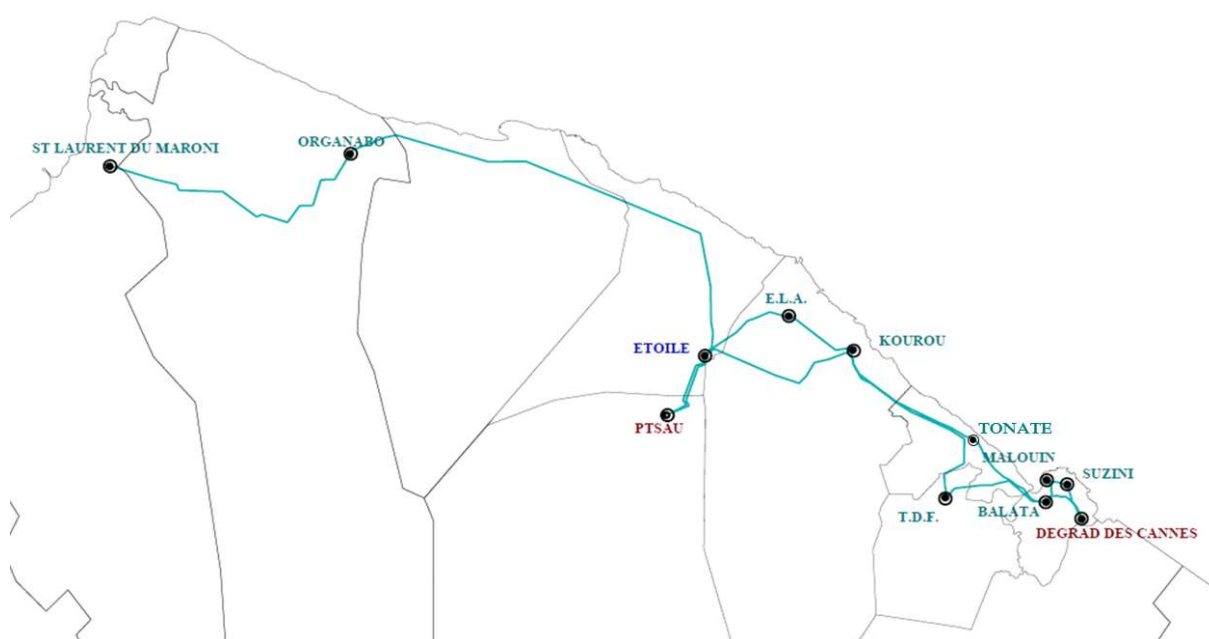 ORGANABO
ST LAURENT DU MARONI
E.L.A.
KOUROU
ETOILE
PTSAU
TONATE
MALOUIN
SUZINI
T.D.F.
BALATA
DEGRAD DES CANNES